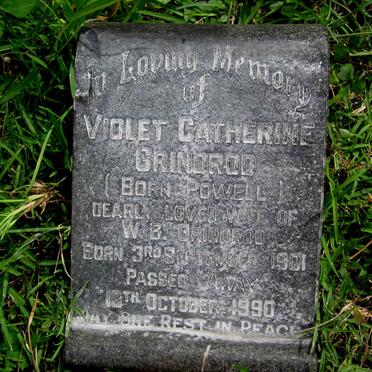 In Loving Memory
of
VIOLET CATHERINE
GRINDROD
( BORN POWELL )
DEARLY LOVED WIFE OF
W. B. GRINDROD
BORN 3RD SEPTEMBER 1901
PASSED AWAY
OCTOBER 1990
MAY SHE REST IN PEACE